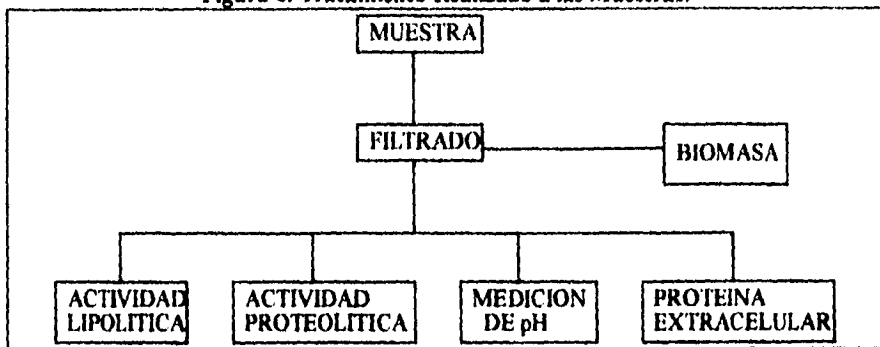 MUESTRA
FILTRADO
BIOMASA
ACTIVIDAD
LIPOLITICA
ACTIVIDAD
PROTEOLITICA
MEDICION
DE pH
PROTEINA
EXTRACELULAR